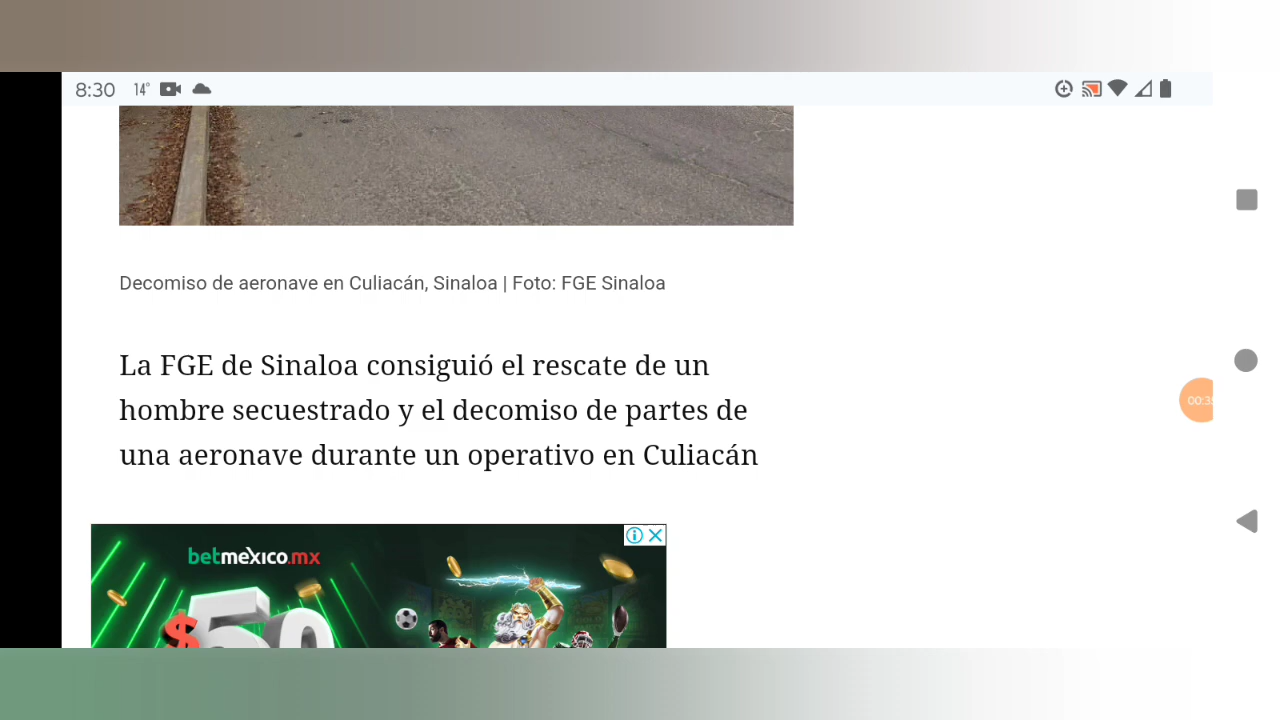 8:30 14°
Decomiso de aeronave en Culiacán, Sinaloa | Foto: FGE Sinaloa
La FGE de Sinaloa consiguió el rescate de un
hombre secuestrado y el decomiso de partes de
una aeronave durante un operativo en Culiacán
betmexico.mx
$50